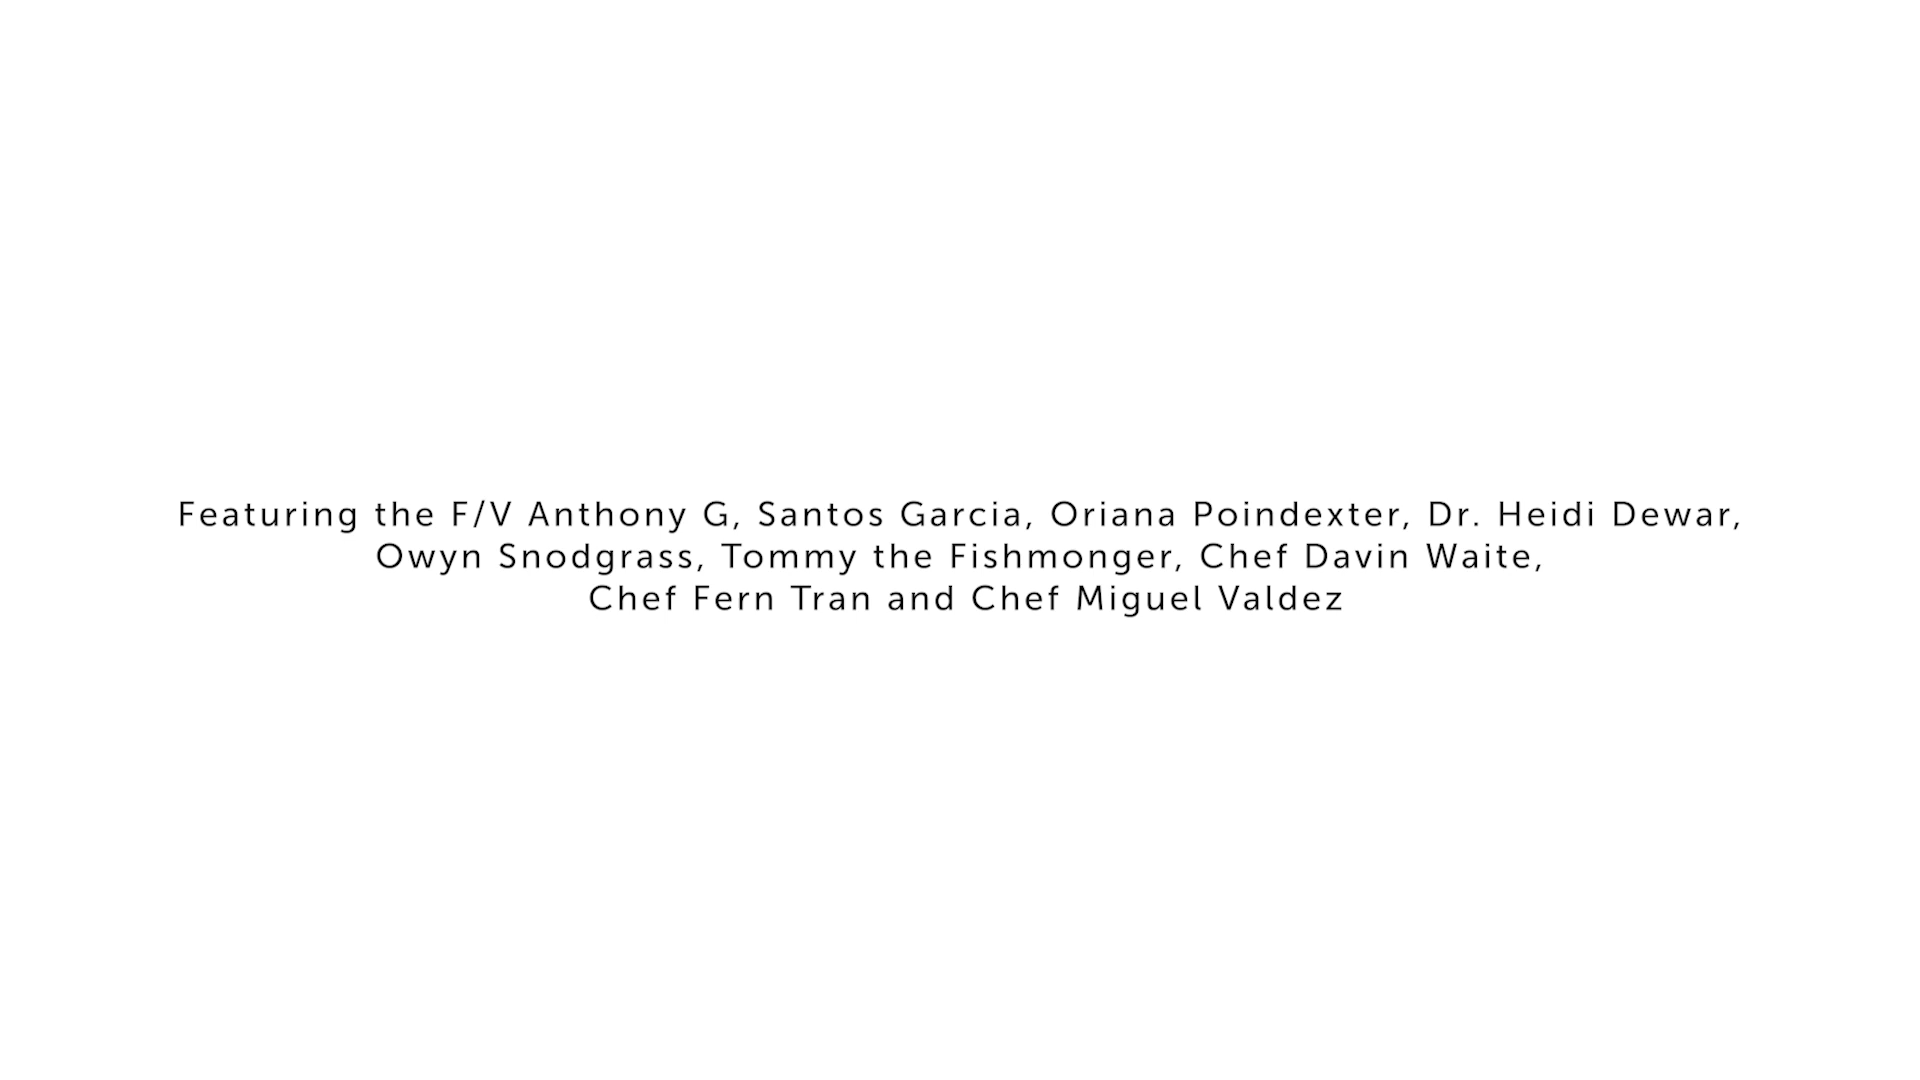 Featuring the F/V Anthony G, Santos Garcia, Oriana Poindexter, Dr. Heidi Dewar,
Owyn Snodgrass, Tommy the Fishmonger, Chef Davin Waite,
Chef Fern Tran and Chef Miguel Valdez